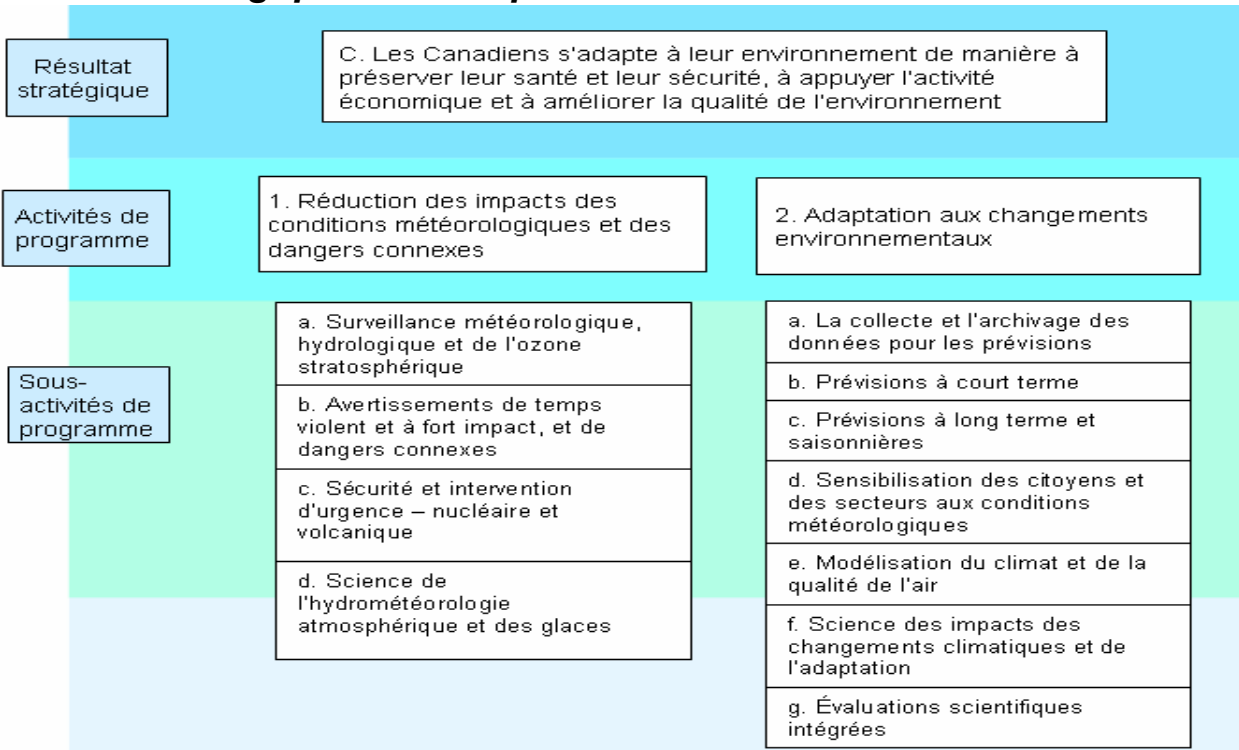 Résultat
stratégique
C. Les Canadiens s'adapte à leur environnement de manière à
préserver leur santé et leur sécurité, à appuyer l'activité
économique et à améliorer la qualité de l'environnement
Activités de
programme
1. Réduction des impacts des
conditions météorologiques et des
dangers connexes
2. Adaptation aux changements
environnementaux
Sous-
activités de
programme
a. Surveillance météorologique,
hydrologique et de l'ozone
stratosphérique
b. Avertissements de temps
violent et à fort impact, et de
dangers connexes
c. Sécurité et intervention
d'urgence – nucléaire et
volcanique
d. Science de
l'hydrométéorologie
atmosphérique et des glaces
a. La collecte et l'archivage des
données pour les prévisions
b. Prévisions à court terme
c. Prévisions à long terme et
saisonnières
d. Sensibilisation des citoyens et
des secteurs aux conditions
météorologiques
e. Modélisation du climat et de la
qualité de l'air
f. Science des impacts des
changements climatiques et de
l'adaptation
g. Évaluations scientifiques
intégrées